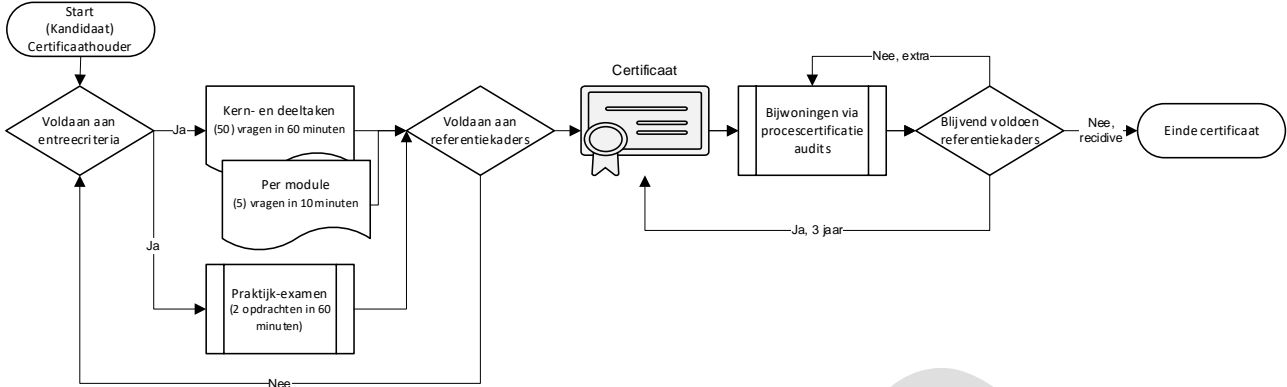 Start
(Kandidaat)
Certificaathouder
Voldaan aan
entreecriteria
Ja
Ja
Kern- en deeltaken
(50) vragen in 60 minuten
Per module
(5) vragen in 10 minuten
Praktijk-examen
(2 opdrachten in 60
minuten)
Voldaan aan
referentiekaders
Nee
Certificaat
Bijwoningen via
procescertificatie
audits
Nee, extra
Blijvend voldoen
referentiekaders
Ja, 3 jaar
Nee,
recidive
Einde certificaat